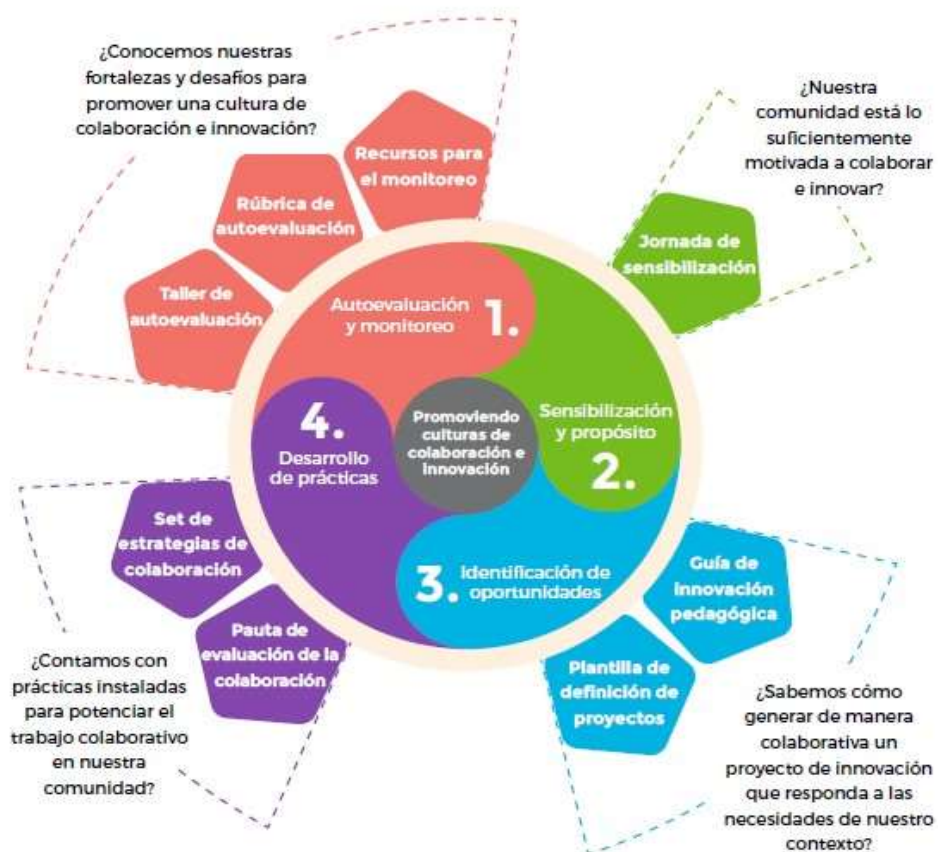 ¿Conocemos nuestras
fortalezas y desafíos para
promover una cultura de
colaboración e innovación?
Recursos para
el monitoreo
Rúbrica de
autoevaluación
Taller de
autoevaluación
¿Nuestra
comunidad está lo
suficientemente
motivada a colaborar
e innovar?
Jornada de
sensibilización
Autoevaluación
y monitoreo
1.
Sensibilización
y propósito
2.
Promoviendo
culturas de
colaboración e
innovación
4.
Desarrollo
de prácticas
3.
Identificación de
oportunidades
Set de
estrategias de
colaboración
Pauta de
evaluación de la
colaboración
¿Contamos con
prácticas instaladas
para potenciar el
trabajo colaborativo
en nuestra
comunidad?
Guía de
innovación
pedagógica
Plantilla de
definición de
proyectos
¿Sabemos cómo
generar de manera
colaborativa un
proyecto de innovación
que responda a las
necesidades de nuestro
contexto?